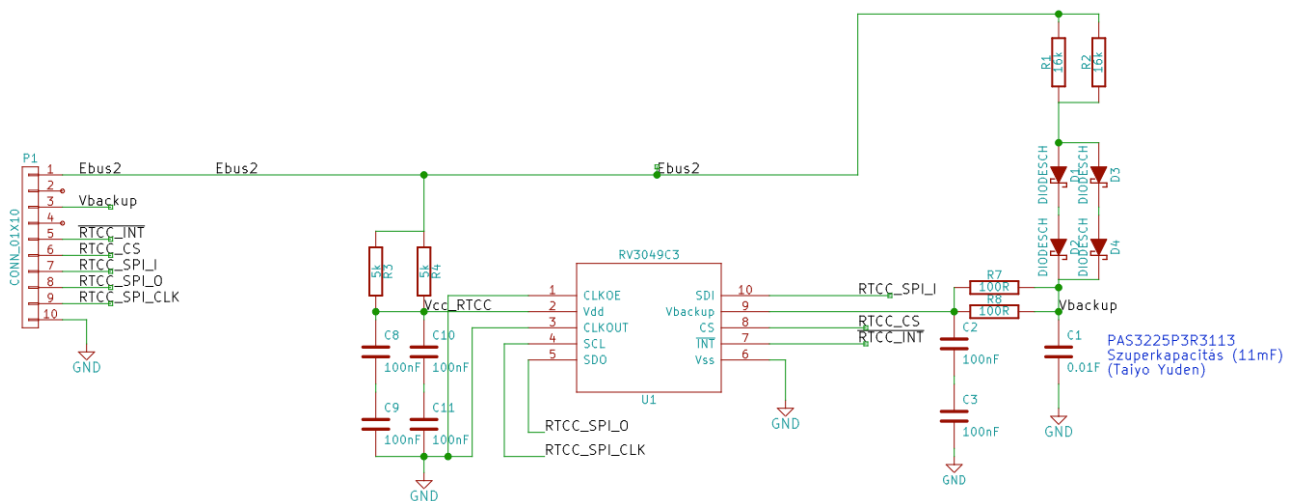 R1
16k
R2
16k
P1
CONN_01X10
1
2
3
4
5
6
7
8
9
10
Ebus2
Ebus2
Ebus2
Vbackup
RTCC_INT
RTCC_CS
RTCC_SPI_I
RTCC_SPI_O
RTCC_SPI_CLK
GND
DIODESCH
D1
D3
DIODESCH
D2
D4
5k
R3
5k
R4
Vcc_RTCC
C8
100nF
C10
100nF
C9
100nF
C11
100nF
GND
RV3049C3
1
CLKOE
2
Vdd
3
CLKOUT
4
SCL
5
SDO
SDI
10
Vbackup
9
CS
8
INT
7
Vss
6
U1
RTCC_SPI_O
RTCC_SPI_CLK
RTCC_SPI_I
RTCC_CS
RTCC_INT
GND
R7
100R
R8
100R
Vbackup
C2
100nF
C3
100nF
GND
C1
0.01F
GND
PAS3225P3R3113
Szuperkapacitás (11mF)
(Taiyo Yuden)